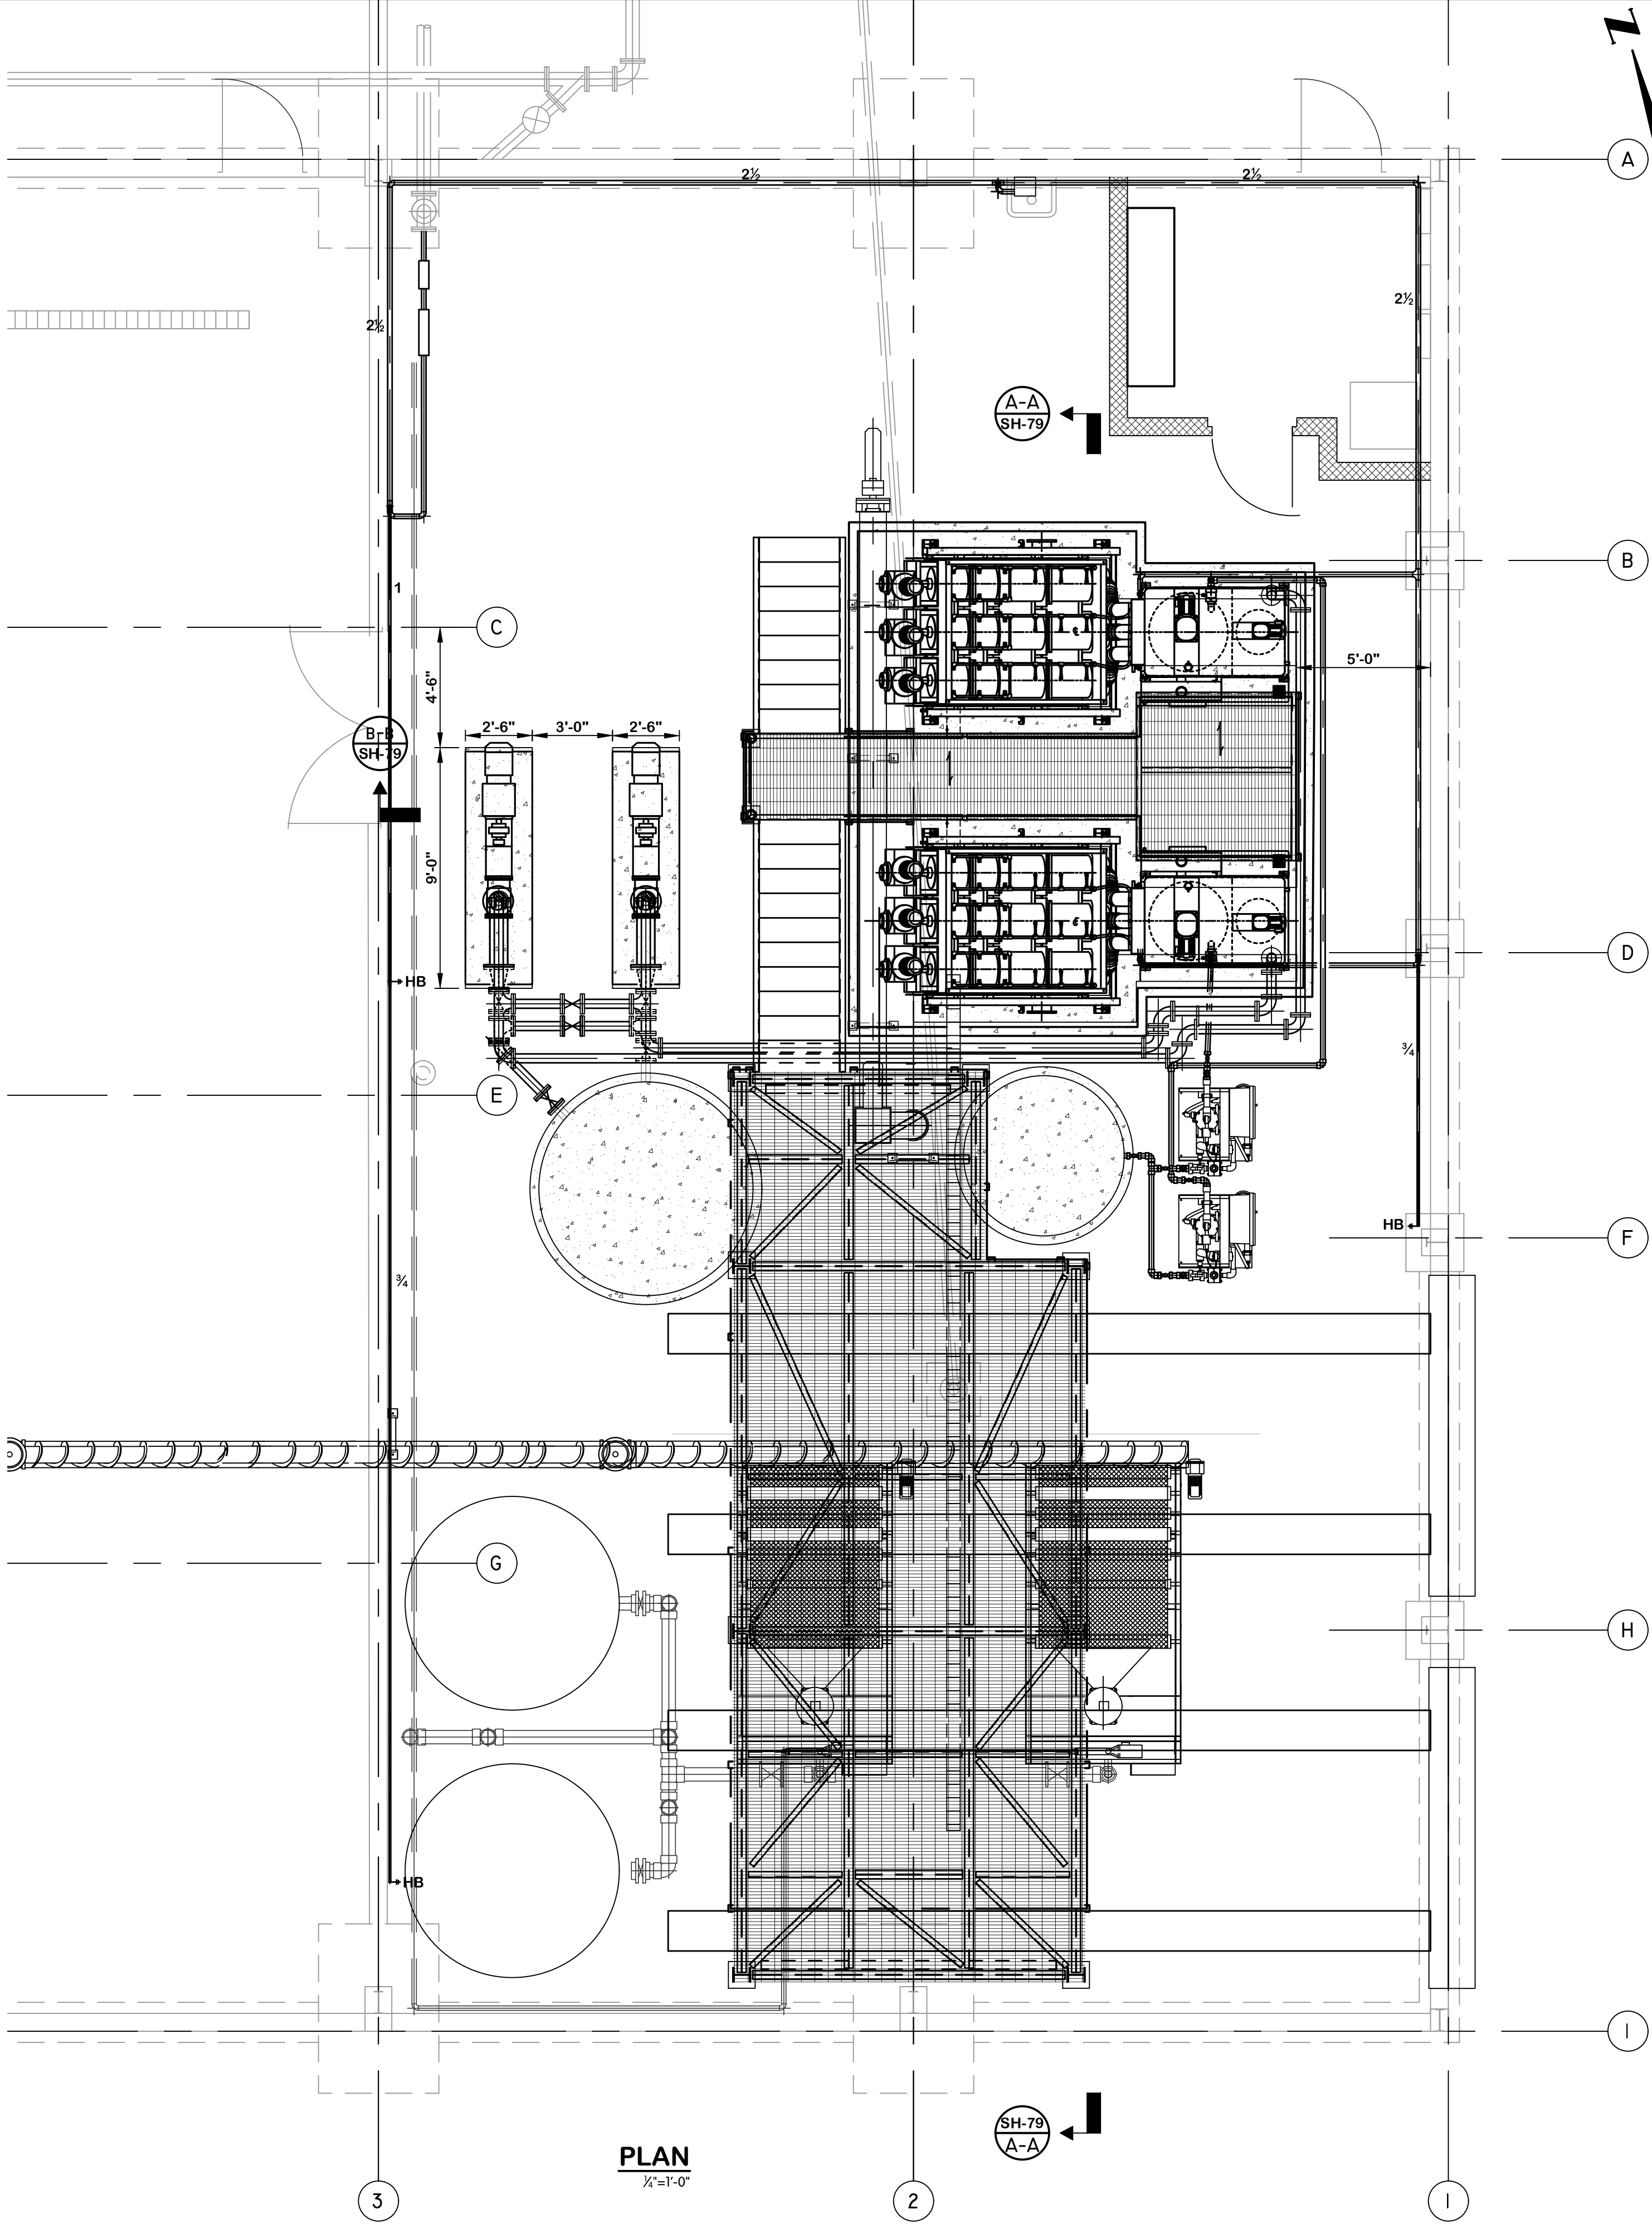 N
A
2½
2½
2½
2½
A-A
SH-79
B
1
C
4'-6"
5'-0"
B-B
SH-79
2'-6"
3'-0"
2'-6"
9'-0"
D
HB
¾
E
HB
F
¾
G
H
HB
I
SH-79
A-A
PLAN
¼"=1'-0"
3
2
1